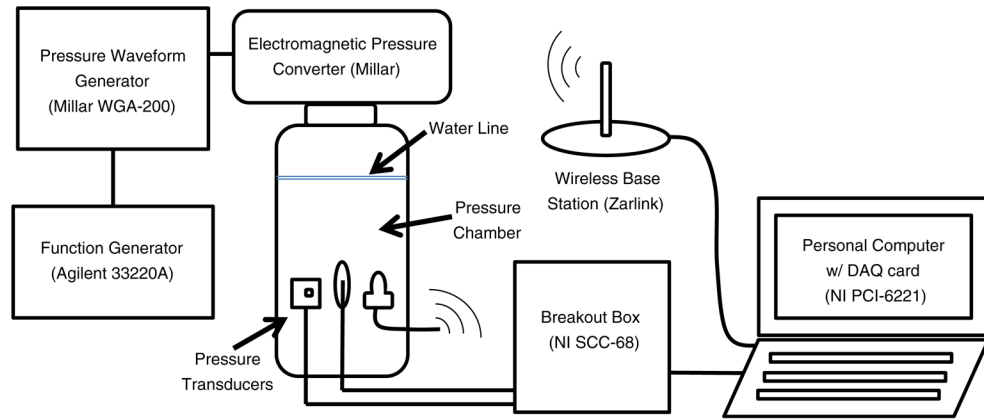 Pressure Waveform
Generator
(Millar WGA-200)
Electromagnetic Pressure
Converter (Millar)
Water Line
Wireless Base
Station (Zarlink)
Pressure
Chamber
Function Generator
(Agilent 33220A)
Personal Computer
w/ DAQ card
(NI PCI-6221)
Breakout Box
(NI SCC-68)
Pressure
Transducers